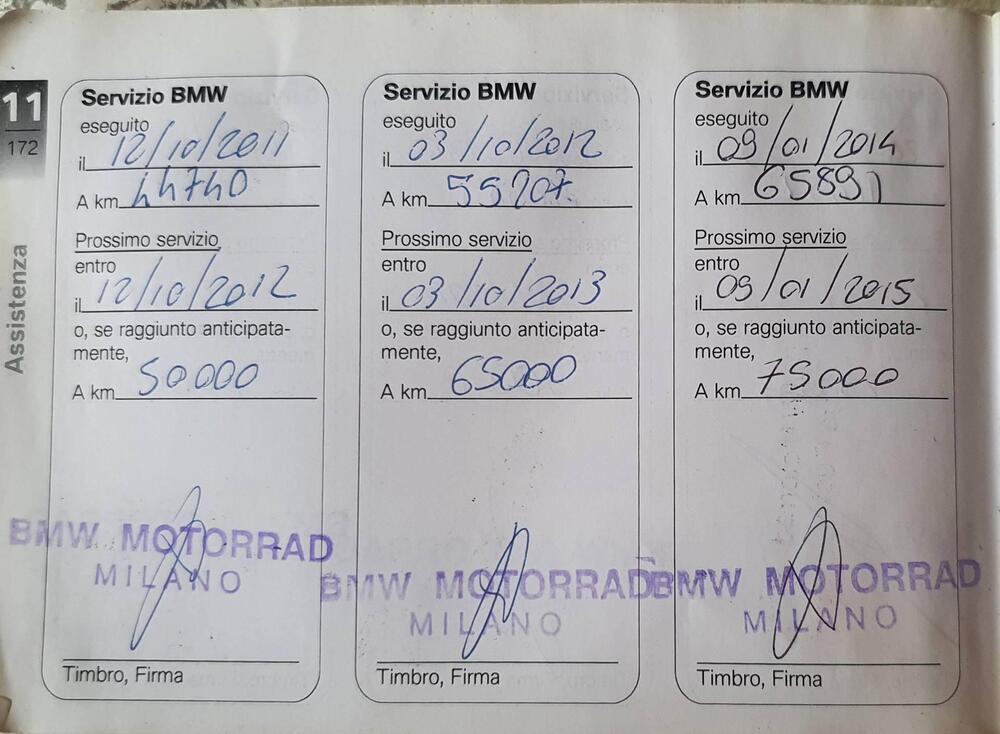 11
172
Assistenza
Servizio BMW
eseguito
il 12/10/2011
A km 44740
Prossimo servizio
entro
il 12/10/2012
o, se raggiunto anticipata-
mente,
A km 50000
BMW MOTORRAD
MILANO
Timbro, Firma
Servizio BMW
eseguito
il 03/10/2012
A km 55207
Prossimo servizio
entro
il 03/10/2013
o, se raggiunto anticipata-
mente,
A km 65000
BMW MOTORRAD
MILANO
Timbro, Firma
Servizio BMW
eseguito
il 09/01/2014
A km 65891
Prossimo servizio
entro
il 09/01/2015
o, se raggiunto anticipata-
mente,
A km 75000
BMW MOTORRAD
MILANO
Timbro, Firma